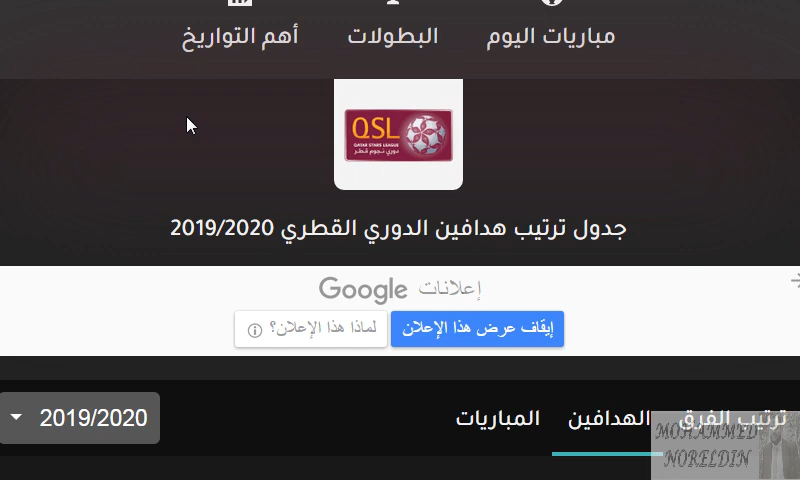 مباريات اليوم البطولات أهم التواريخ
QSL
QATAR STARS LEAGUE
دوري نجوم قطر
جدول ترتيب هدافين الدوري القطري 2019/2020
إعلانات Google
إيقاف عرض هذا الإعلان لماذا هذا الإعلان؟
ترتيب الفرق الهدافين المباريات 2019/2020
MOHAMMED
NORELDIN